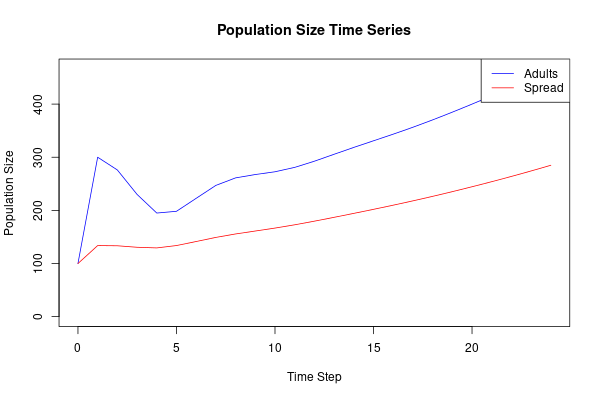 Population Size Time Series
Adults
Spread
Population Size
400
300
200
100
0
0 5 10 15 20
Time Step